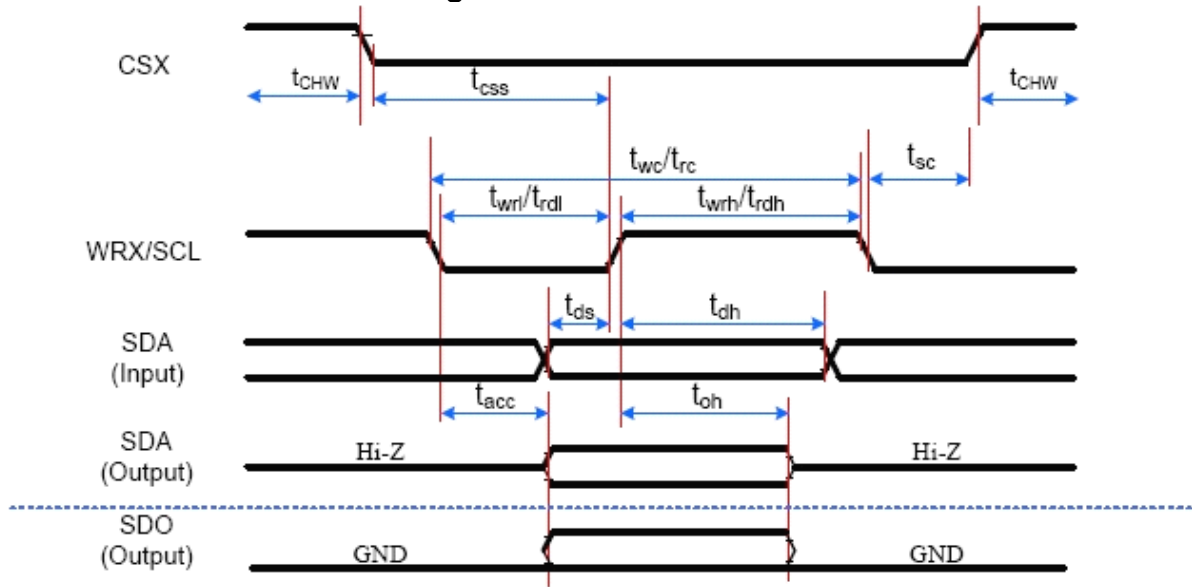 CSX
tCHW
tcss
tCHW
twc/trc
tsc
twrl/trdl
twrh/trdh
WRX/SCL
tds
tdh
SDA
(Input)
tacc
toh
SDA
(Output)
Hi-Z
Hi-Z
SDO
(Output)
GND
GND